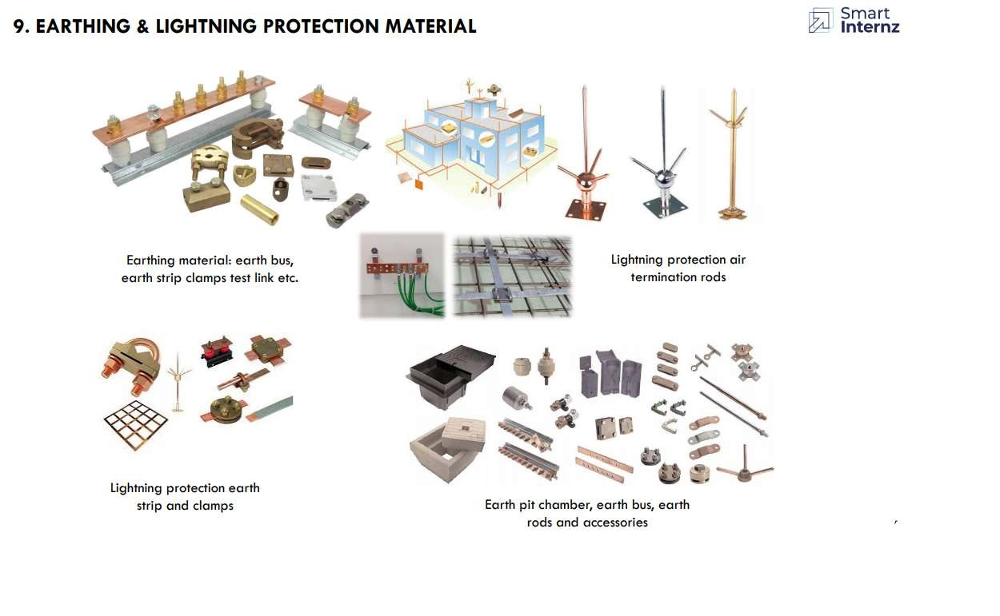 9. EARTHING & LIGHTNING PROTECTION MATERIAL
Smart
Internz
Earthing material: earth bus,
earth strip clamps test link etc.
Lightning protection air
termination rods
Lightning protection earth
strip and clamps
Earth pit chamber, earth bus, earth
rods and accessories